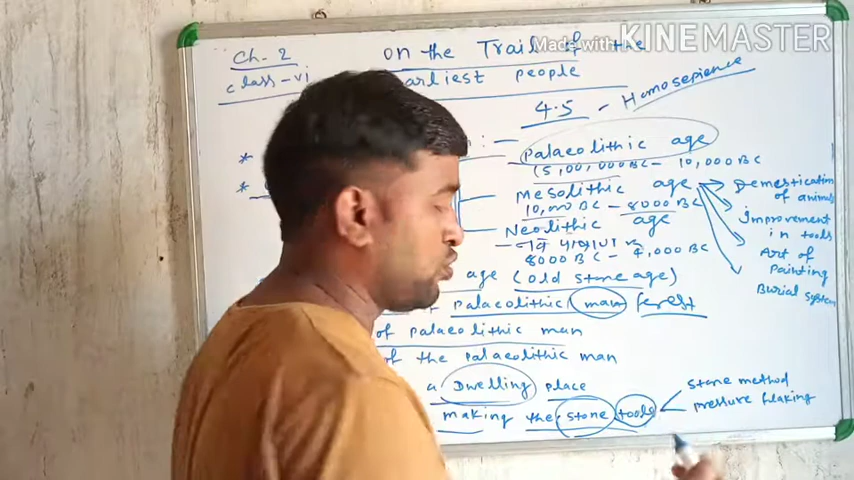 Made with KINEMASTER
Ch-2 on the Trail of the
class-vi earliest people
4.5 - Homosepience
* Palaeolithic age
(5,00,000 BC - 10,000 BC
* Mesolithic age Demestication of animal
10,000 BC - 8000 BC Improvement in tools
Neolithic age Art of Painting
8000 BC - 4,000 BC Burial System
age (old stone age)
palaeolithic man forest
of palaeolithic man
of the Palaeolithic man
a Dwelling place
making the stone tools
stone method
pressure flaking